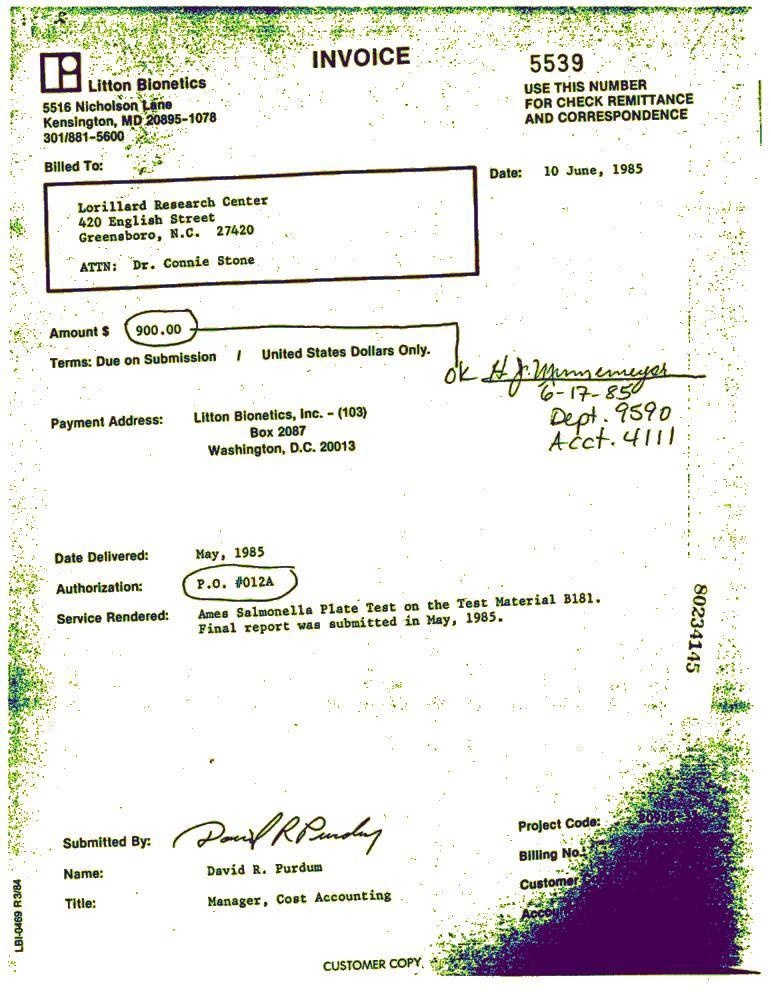 INVOICE
5539
Litton Bionetics
5516 Nicholson Lane
Kensington, MD 20895-1078
301/881-5600
USE THIS NUMBER
FOR CHECK REMITTANCE
AND CORRESPONDENCE
Billed To:
Date: 10 June, 1985
Lorillard Research Center
420 English Street
Greensboro, N.C. 27420
ATTN: Dr. Connie Stone
Amount $ 900.00
Terms: Due on Submission / United States Dollars Only.
OK H J Minnemeyer
6-17-85
Dept. 9590
Acct. 4111
Payment Address: Litton Bionetics, Inc. - (103)
Box 2087
Washington, D.C. 20013
Date Delivered: May, 1985
Authorization: P.O. #012A
Service Rendered: Ames Salmonella Plate Test on the Test Material B181.
Final report was submitted in May, 1985.
80234145
Submitted By: David R Purdum
Name: David R. Purdum
Title: Manager, Cost Accounting
Project Code:
Billing No.:
Customer
LBI-0469 R3/84
CUSTOMER COPY